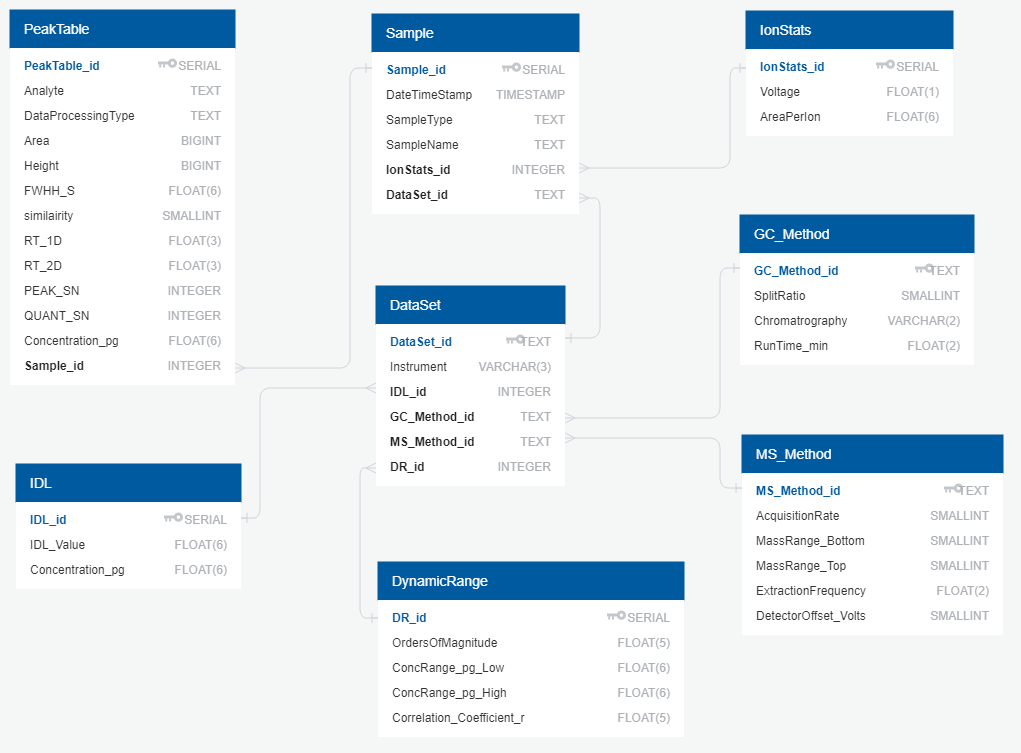 PeakTable
PeakTable_id SERIAL
Analyte TEXT
DataProcessingType TEXT
Area BIGINT
Height BIGINT
FWHH_S FLOAT(6)
similairity SMALLINT
RT_1D FLOAT(3)
RT_2D FLOAT(3)
PEAK_SN INTEGER
QUANT_SN INTEGER
Concentration_pg FLOAT(6)
Sample_id INTEGER
Sample
Sample_id SERIAL
DateTimeStamp TIMESTAMP
SampleType TEXT
SampleName TEXT
IonStats_id INTEGER
DataSet_id TEXT
IonStats
IonStats_id SERIAL
Voltage FLOAT(1)
AreaPerIon FLOAT(6)
GC_Method
GC_Method_id TEXT
SplitRatio SMALLINT
Chromatrography VARCHAR(2)
RunTime_min FLOAT(2)
DataSet
DataSet_id TEXT
Instrument VARCHAR(3)
IDL_id INTEGER
GC_Method_id TEXT
MS_Method_id TEXT
DR_id INTEGER
MS_Method
MS_Method_id TEXT
AcquisitionRate SMALLINT
MassRange_Bottom SMALLINT
MassRange_Top SMALLINT
ExtractionFrequency FLOAT(2)
DetectorOffset_Volts SMALLINT
IDL
IDL_id SERIAL
IDL_Value FLOAT(6)
Concentration_pg FLOAT(6)
DynamicRange
DR_id SERIAL
OrdersOfMagnitude FLOAT(5)
ConcRange_pg_Low FLOAT(6)
ConcRange_pg_High FLOAT(6)
Correlation_Coefficient_r FLOAT(5)